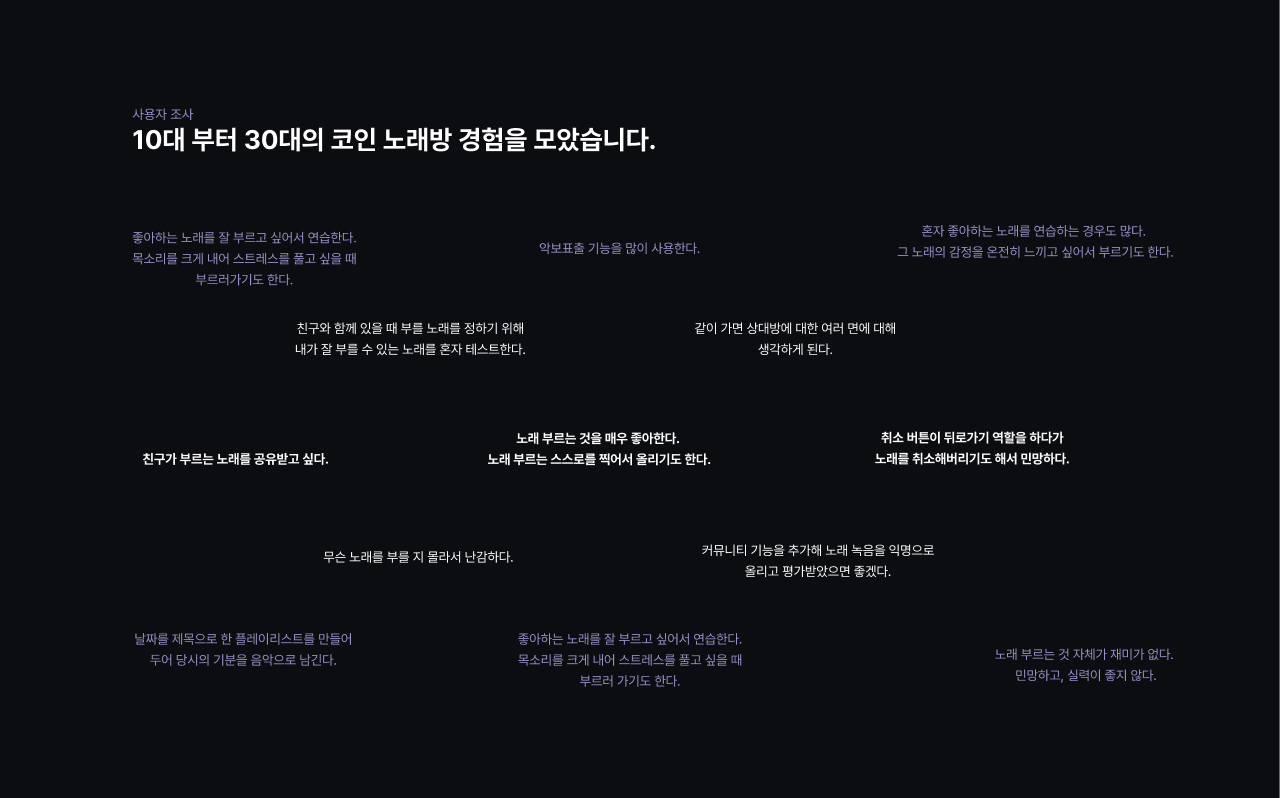 사용자 조사
10대 부터 30대의 코인 노래방 경험을 모았습니다.
좋아하는 노래를 잘 부르고 싶어서 연습한다.
목소리를 크게 내어 스트레스를 풀고 싶을 때
부르러가기도 한다.
악보표출 기능을 많이 사용한다.
혼자 좋아하는 노래를 연습하는 경우도 많다.
그 노래의 감정을 온전히 느끼고 싶어서 부르기도 한다.
친구와 함께 있을 때 부를 노래를 정하기 위해
내가 잘 부를 수 있는 노래를 혼자 테스트한다.
같이 가면 상대방에 대한 여러 면에 대해
생각하게 된다.
친구가 부르는 노래를 공유받고 싶다.
노래 부르는 것을 매우 좋아한다.
노래 부르는 스스로를 찍어서 올리기도 한다.
취소 버튼이 뒤로가기 역할을 하다가
노래를 취소해버리기도 해서 민망하다.
무슨 노래를 부를 지 몰라서 난감하다.
커뮤니티 기능을 추가해 노래 녹음을 익명으로
올리고 평가받았으면 좋겠다.
날짜를 제목으로 한 플레이리스트를 만들어
두어 당시의 기분을 음악으로 남긴다.
좋아하는 노래를 잘 부르고 싶어서 연습한다.
목소리를 크게 내어 스트레스를 풀고 싶을 때
부르러 가기도 한다.
노래 부르는 것 자체가 재미가 없다.
민망하고, 실력이 좋지 않다.